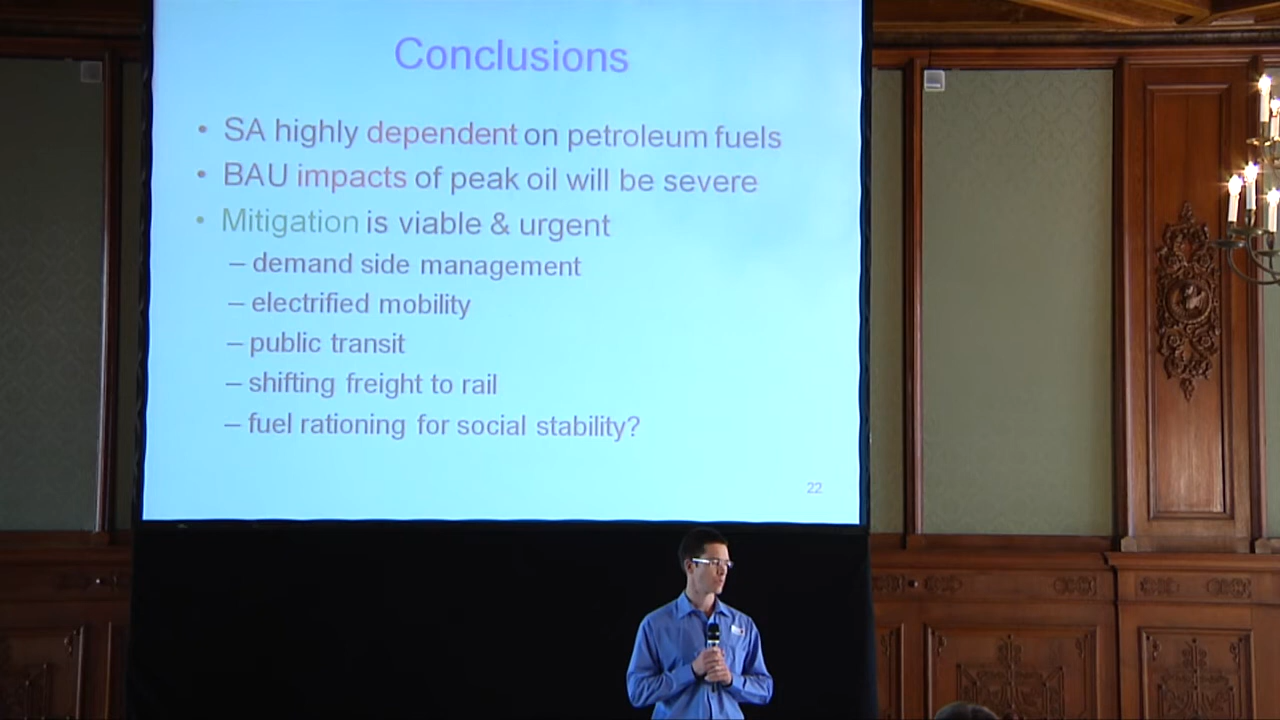 Conclusions
• SA highly dependent on petroleum fuels
• BAU impacts of peak oil will be severe
• Mitigation is viable & urgent
– demand side management
– electrified mobility
– public transit
– shifting freight to rail
– fuel rationing for social stability?
22